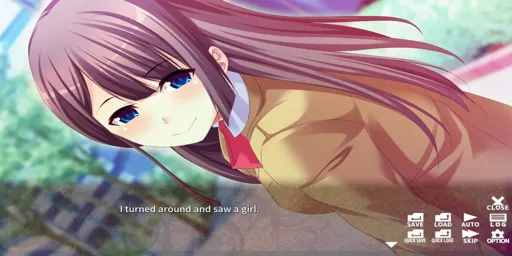 I turned around and saw a girl.
CLOSE
SAVE
LOAD
AUTO
LOG
QUICK SAVE
QUICK LOAD
SKIP
OPTION